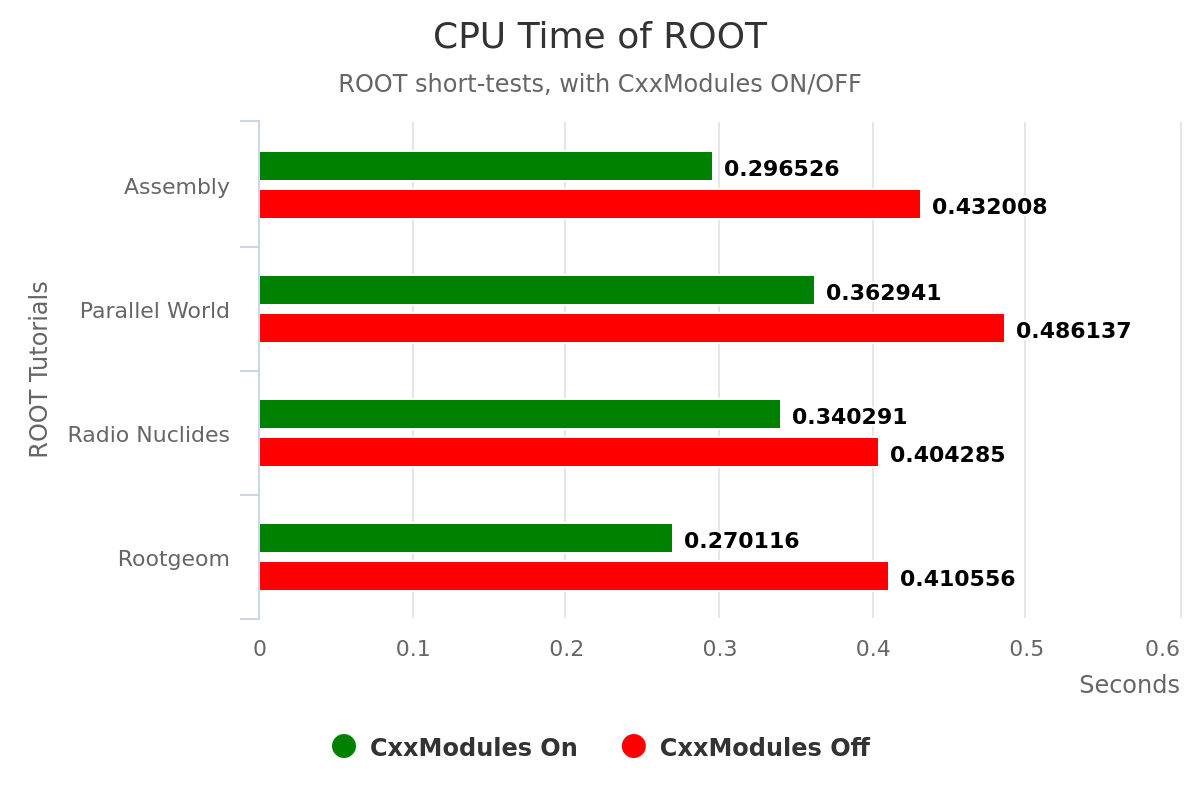 CPU Time of ROOT
ROOT short-tests, with CxxModules ON/OFF
ROOT Tutorials
Assembly
0.296526
0.432008
Parallel World
0.362941
0.486137
Radio Nuclides
0.340291
0.404285
Rootgeom
0.270116
0.410556
0 0.1 0.2 0.3 0.4 0.5 0.6
Seconds
CxxModules On CxxModules Off